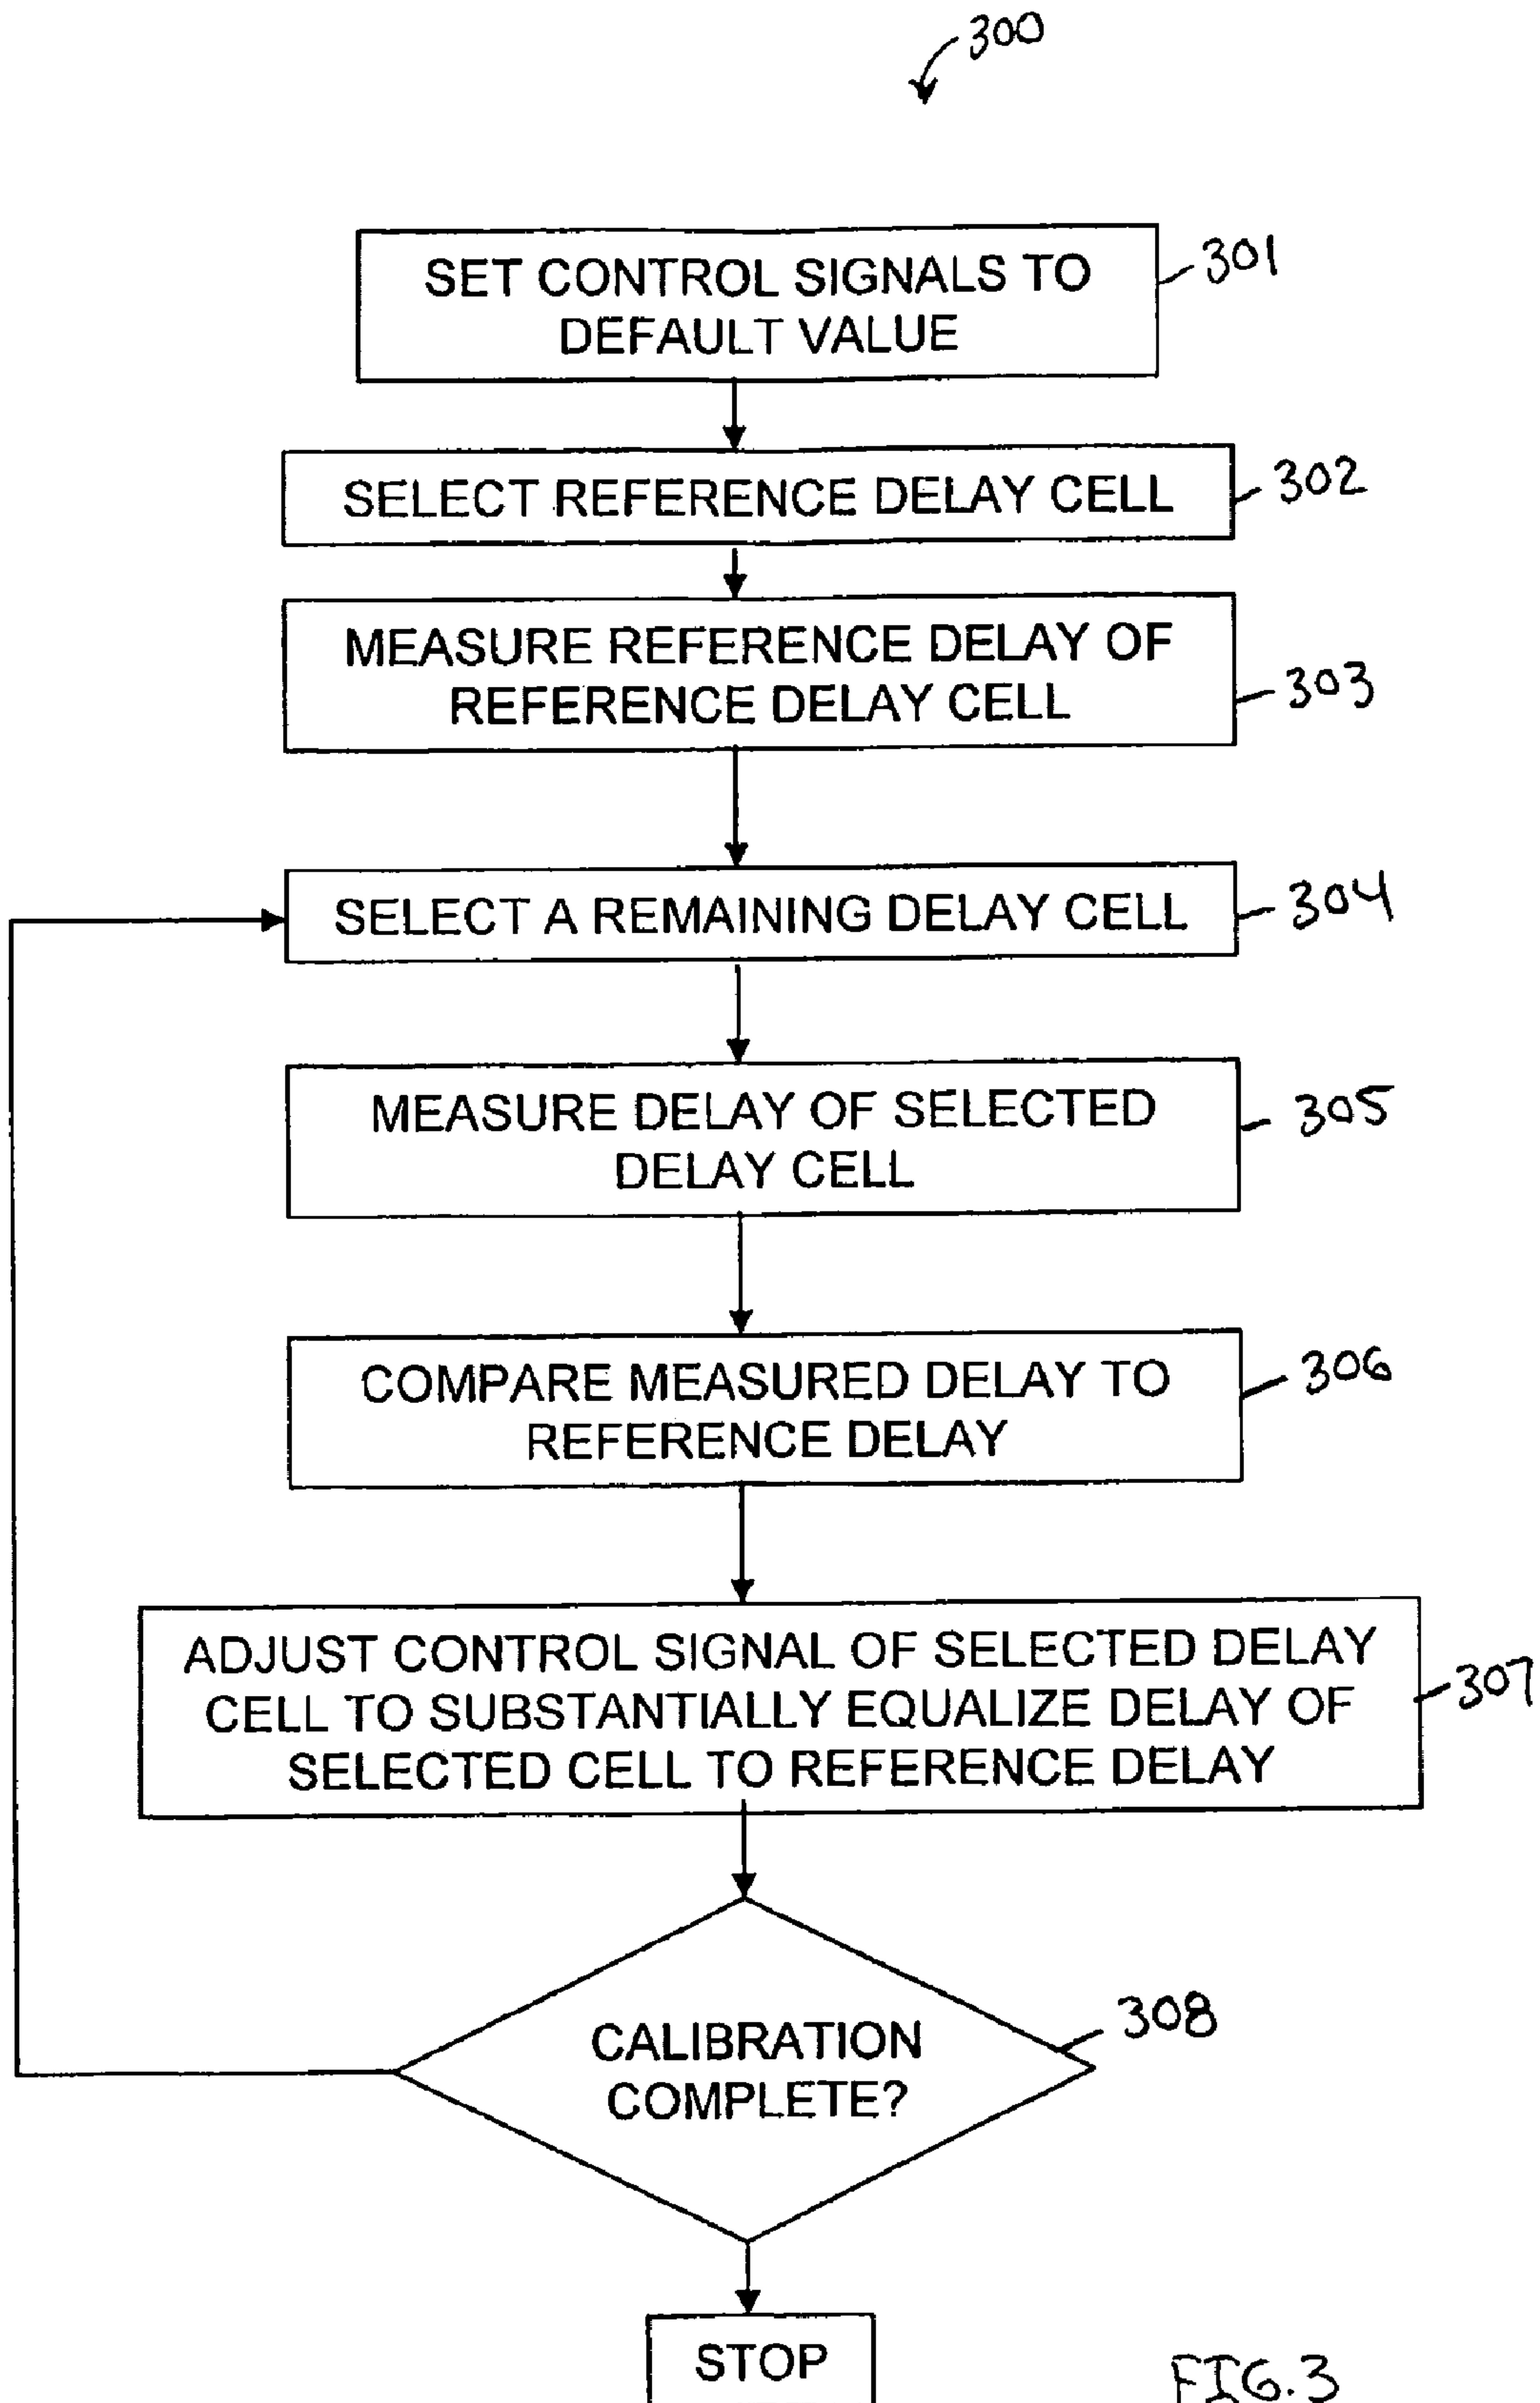 300
SET CONTROL SIGNALS TO
DEFAULT VALUE
301
SELECT REFERENCE DELAY CELL
302
MEASURE REFERENCE DELAY OF
REFERENCE DELAY CELL
303
SELECT A REMAINING DELAY CELL
304
MEASURE DELAY OF SELECTED
DELAY CELL
305
COMPARE MEASURED DELAY TO
REFERENCE DELAY
306
ADJUST CONTROL SIGNAL OF SELECTED DELAY
CELL TO SUBSTANTIALLY EQUALIZE DELAY OF
SELECTED CELL TO REFERENCE DELAY
307
CALIBRATION
COMPLETE?
308
STOP
FIG.3